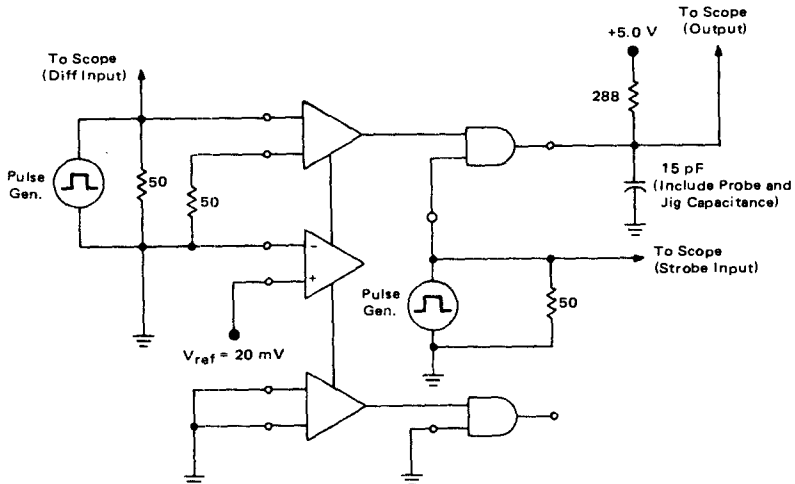 To Scope
(Output)
+5.0 V
To Scope
(Diff Input)
288
Pulse
Gen.
50
50
15 pF
(Include Probe and
Jig Capacitance)
−
+
To Scope
(Strobe Input)
Pulse
Gen.
50
Vref = 20 mV